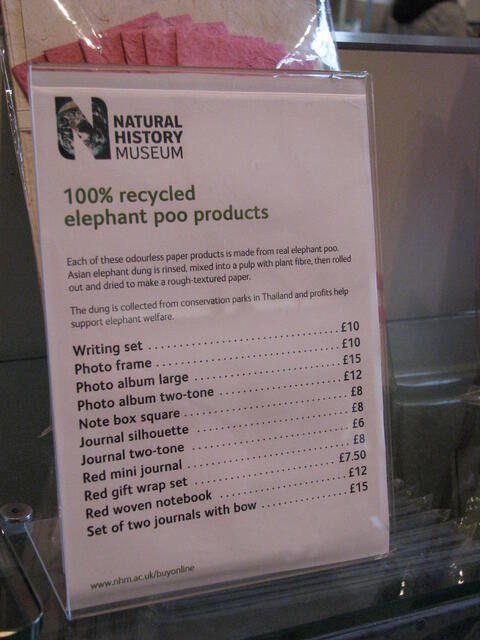 NATURAL
HISTORY
MUSEUM
100% recycled
elephant poo products
Each of these odourless paper products is made from real elephant poo.
Asian elephant dung is rinsed, mixed into a pulp with plant fibre, then rolled
out and dried to make a rough-textured paper.
The dung is collected from conservation parks in Thailand and profits help
support elephant welfare.
Writing set ................................ £10
Photo frame ............................... £10
Photo album large ......................... £15
Photo album two-tone ..................... £12
Note box square ........................... £8
Journal silhouette ......................... £8
Journal two-tone .......................... £6
Red mini journal ........................... £8
Red gift wrap set ......................... £7.50
Red woven notebook ...................... £12
Set of two journals with bow .............. £15
www.nhm.ac.uk/buyonline